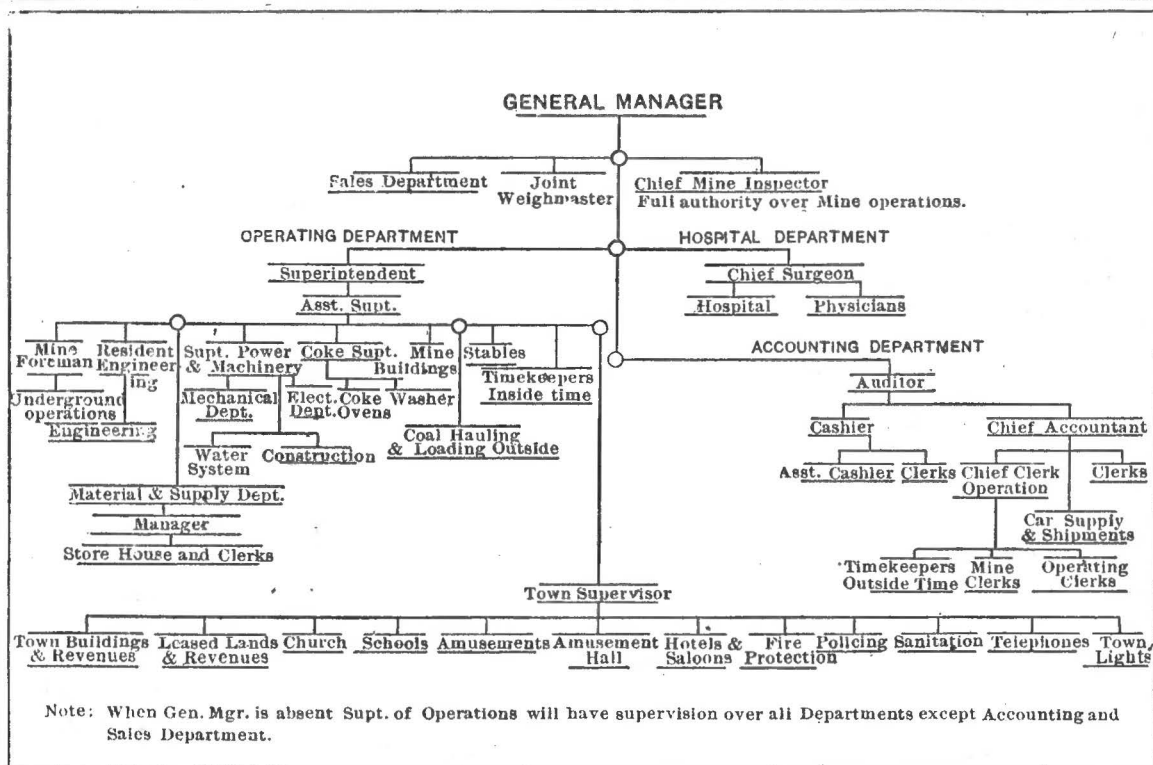 GENERAL MANAGER
Sales Department
Joint
Weighmaster
Chief Mine Inspector
Full authority over Mine operations.
OPERATING DEPARTMENT
HOSPITAL DEPARTMENT
Superintendent
Chief Surgeon
Asst. Supt.
Hospital
Physicians
Mine
Foreman
Resident
Engineer
ing
Supt. Power
& Machinery
Coke Supt.
Mine
Buildings
Stables
Timekeepers
Inside time
ACCOUNTING DEPARTMENT
Auditor
Underground
operations
Engineering
Mechanical
Dept.
Elect.
Dept.
Coke
Ovens
Washer
Coal Hauling
& Loading Outside
Water
System
Construction
Cashier
Chief Accountant
Asst. Cashier
Clerks
Chief Clerk
Operation
Clerks
Material & Supply Dept.
Manager
Store House and Clerks
Car Supply
& Shipments
Timekeepers
Outside Time
Mine
Clerks
Operating
Clerks
Town Supervisor
Town Buildings
& Revenues
Leased Lands
& Revenues
Church
Schools
Amusements
Amusement
Hall
Hotels &
Saloons
Fire
Protection
Policing
Sanitation
Telephones
Town
Lights
Note: When Gen. Mgr. is absent Supt. of Operations will have supervision over all Departments except Accounting and
Sales Department.